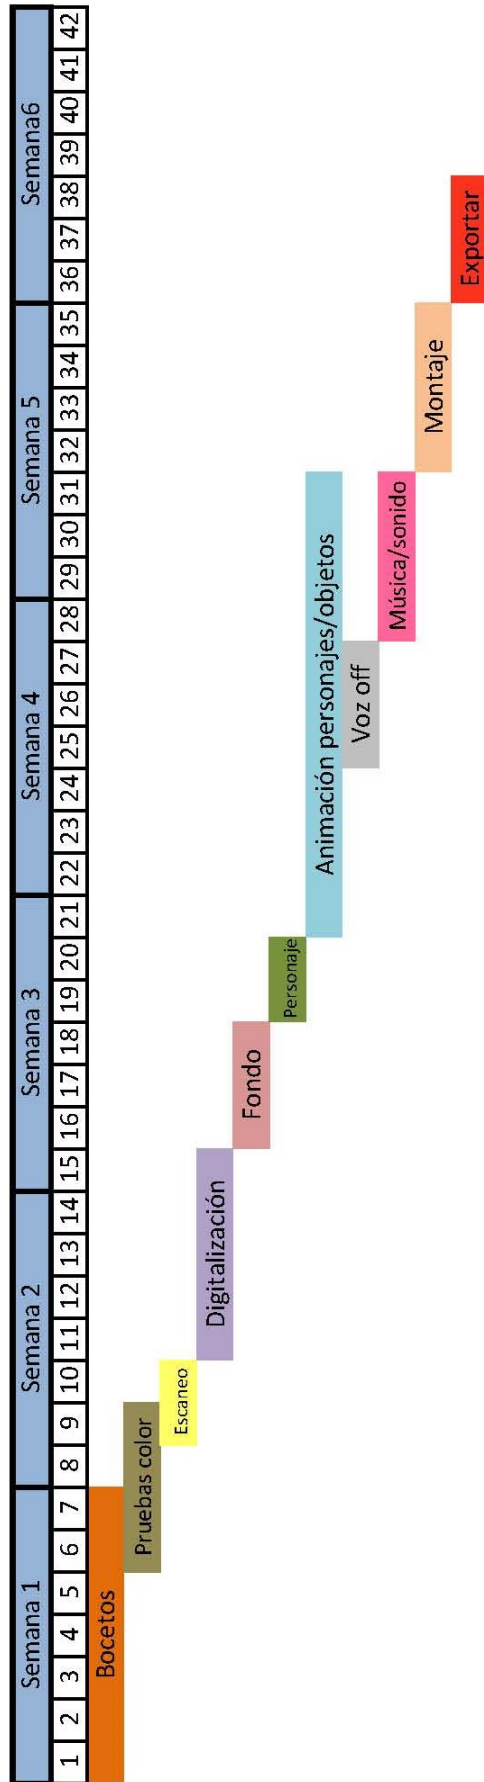 Semana 1 Semana 2 Semana 3 Semana 4 Semana 5 Semana6
1 2 3 4 5 6 7 8 9 10 11 12 13 14 15 16 17 18 19 20 21 22 23 24 25 26 27 28 29 30 31 32 33 34 35 36 37 38 39 40 41 42
Bocetos
Pruebas color
Escaneo
Digitalización
Fondo
Personaje
Animación personajes/objetos
Voz off
Música/sonido
Montaje
Exportar